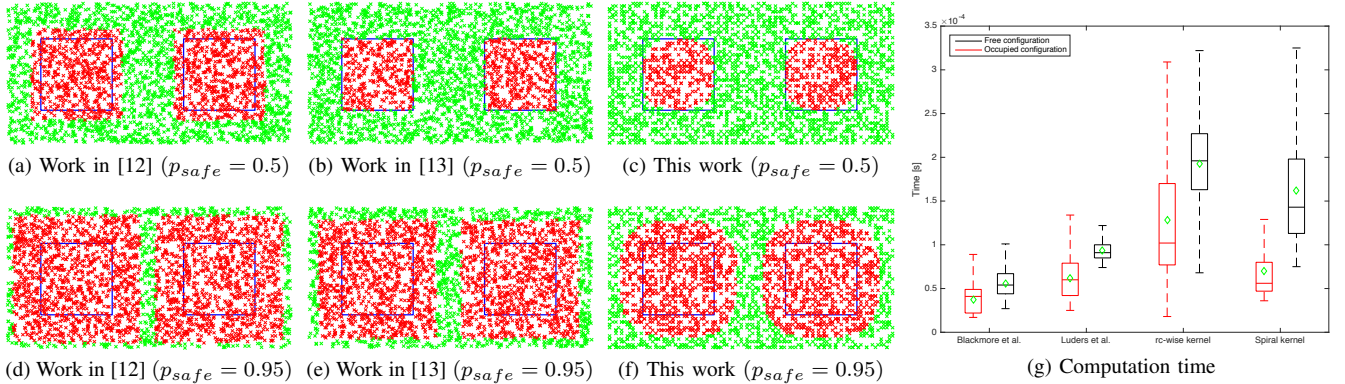 (a) Work in [12] (p_safe = 0.5)
(b) Work in [13] (p_safe = 0.5)
(c) This work (p_safe = 0.5)
(d) Work in [12] (p_safe = 0.95)
(e) Work in [13] (p_safe = 0.95)
(f) This work (p_safe = 0.95)
×10⁻⁴
3.5
3
2.5
2
1.5
1
0.5
0
Time [s]
Free configuration
Occupied configuration
Blackmore et al.
Luders et al.
rc-wise kernel
Spiral kernel
(g) Computation time